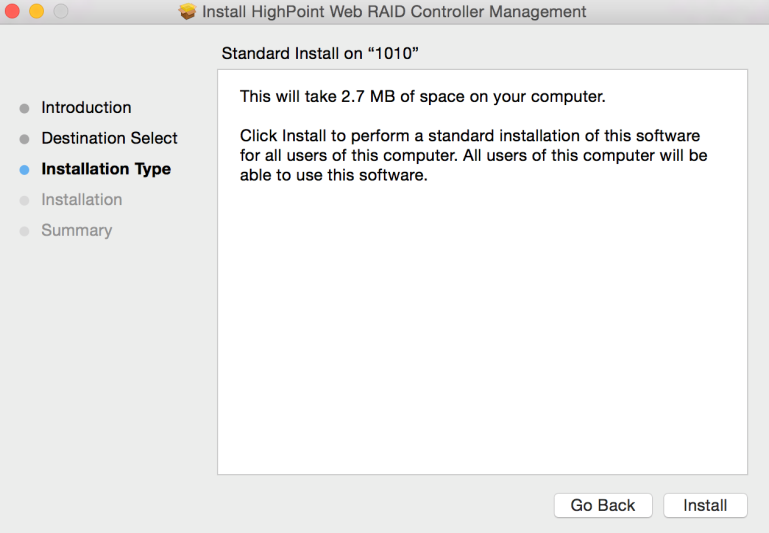 Install HighPoint Web RAID Controller Management
Standard Install on “1010”
Introduction
Destination Select
Installation Type
Installation
Summary
This will take 2.7 MB of space on your computer.
Click Install to perform a standard installation of this software
for all users of this computer. All users of this computer will be
able to use this software.
Go Back
Install